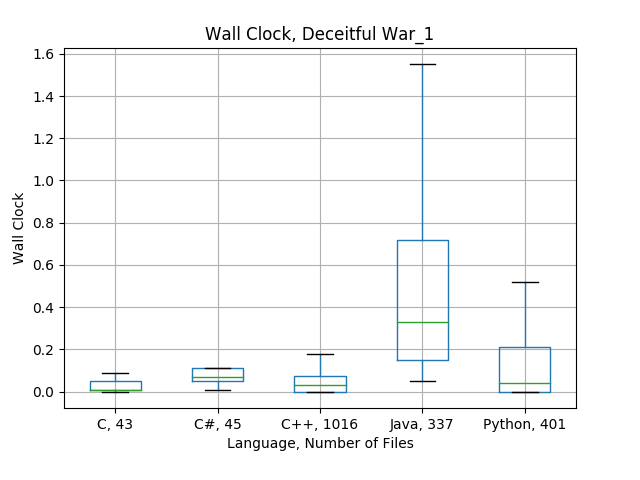 Wall Clock, Deceitful War_1
1.6
1.4
1.2
1.0
0.8
0.6
0.4
0.2
0.0
Wall Clock
C, 43 C#, 45 C++, 1016 Java, 337 Python, 401
Language, Number of Files